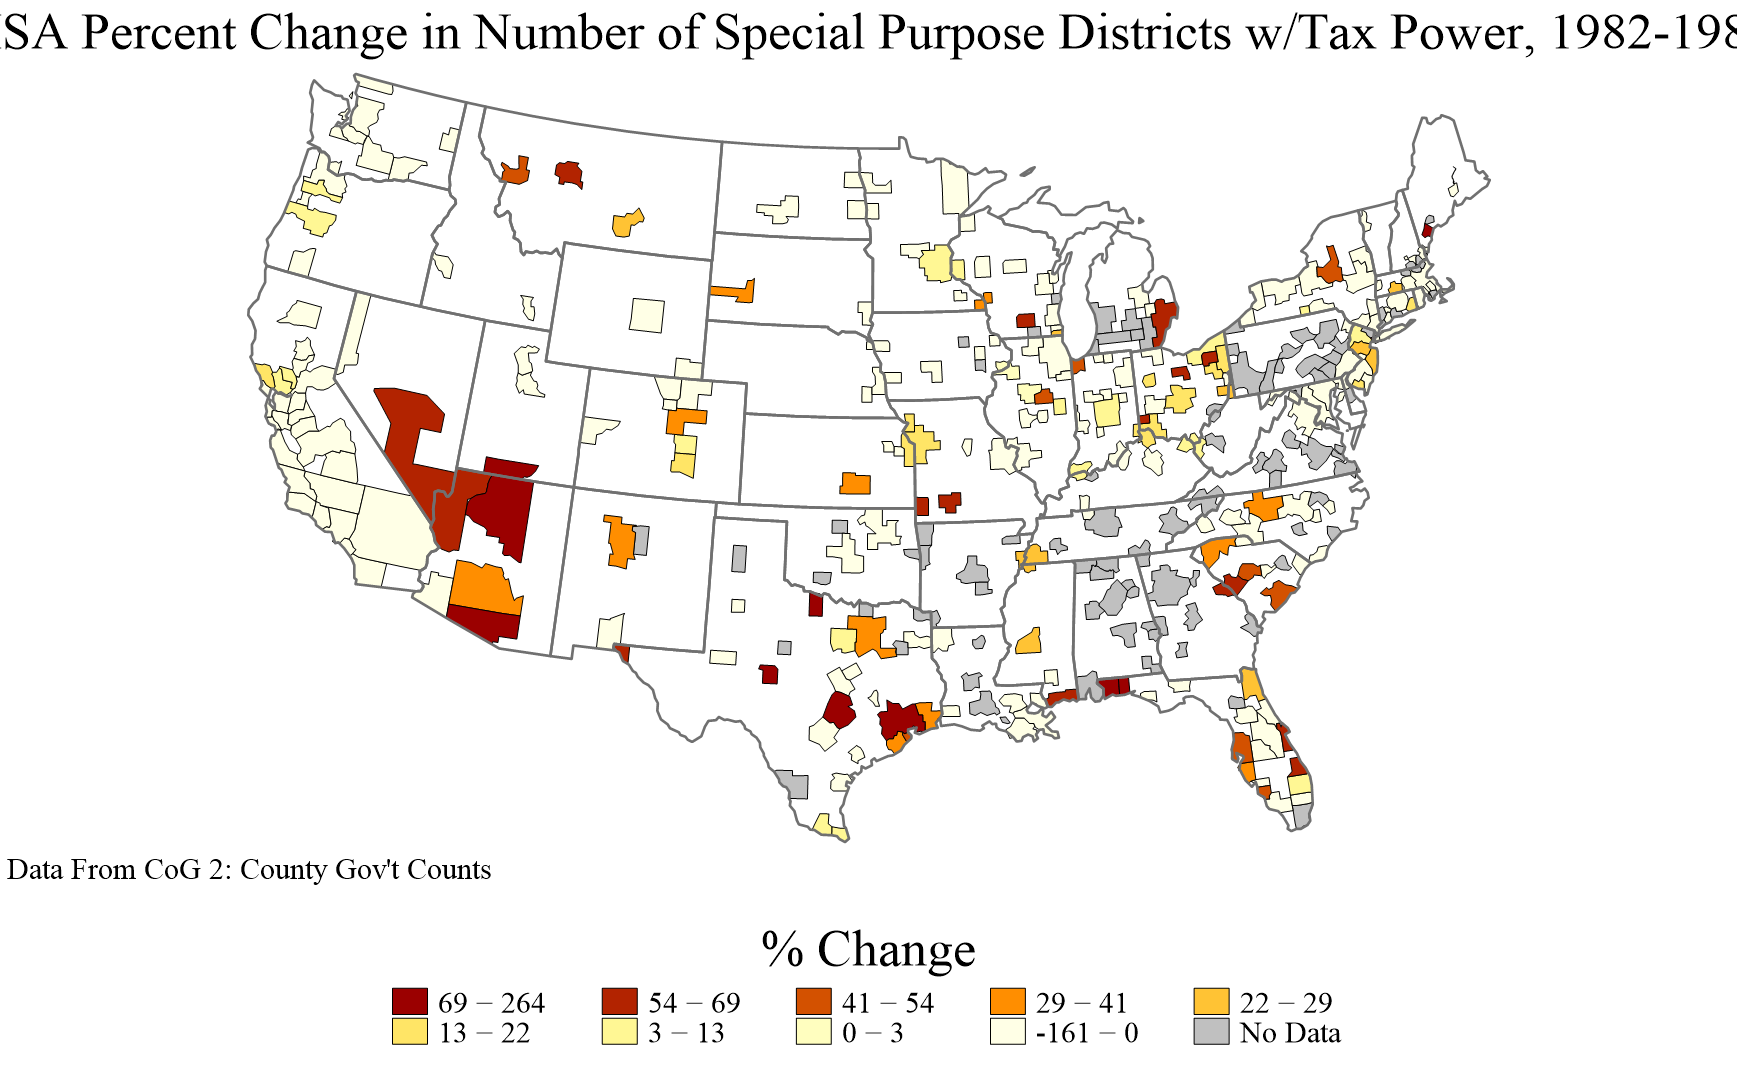 ISA Percent Change in Number of Special Purpose Districts w/Tax Power, 1982-198
Data From CoG 2: County Gov't Counts
% Change
69 – 264 54 – 69 41 – 54 29 – 41 22 – 29
13 – 22 3 – 13 0 – 3 -161 – 0 No Data